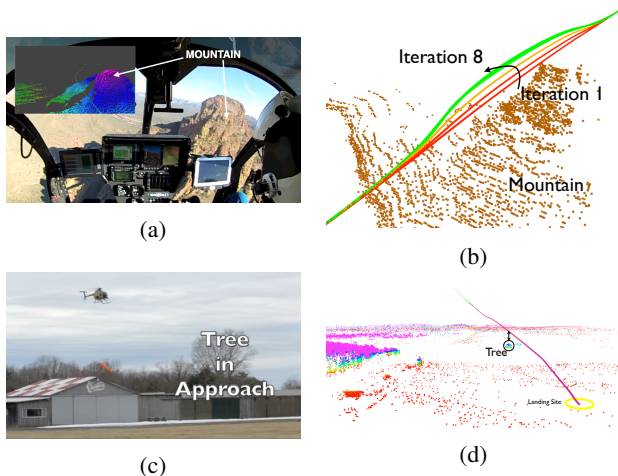 MOUNTAIN
Iteration 8
Iteration 1
Mountain
(a)
(b)
Tree
in
Approach
Tree
Landing Site
(c)
(d)